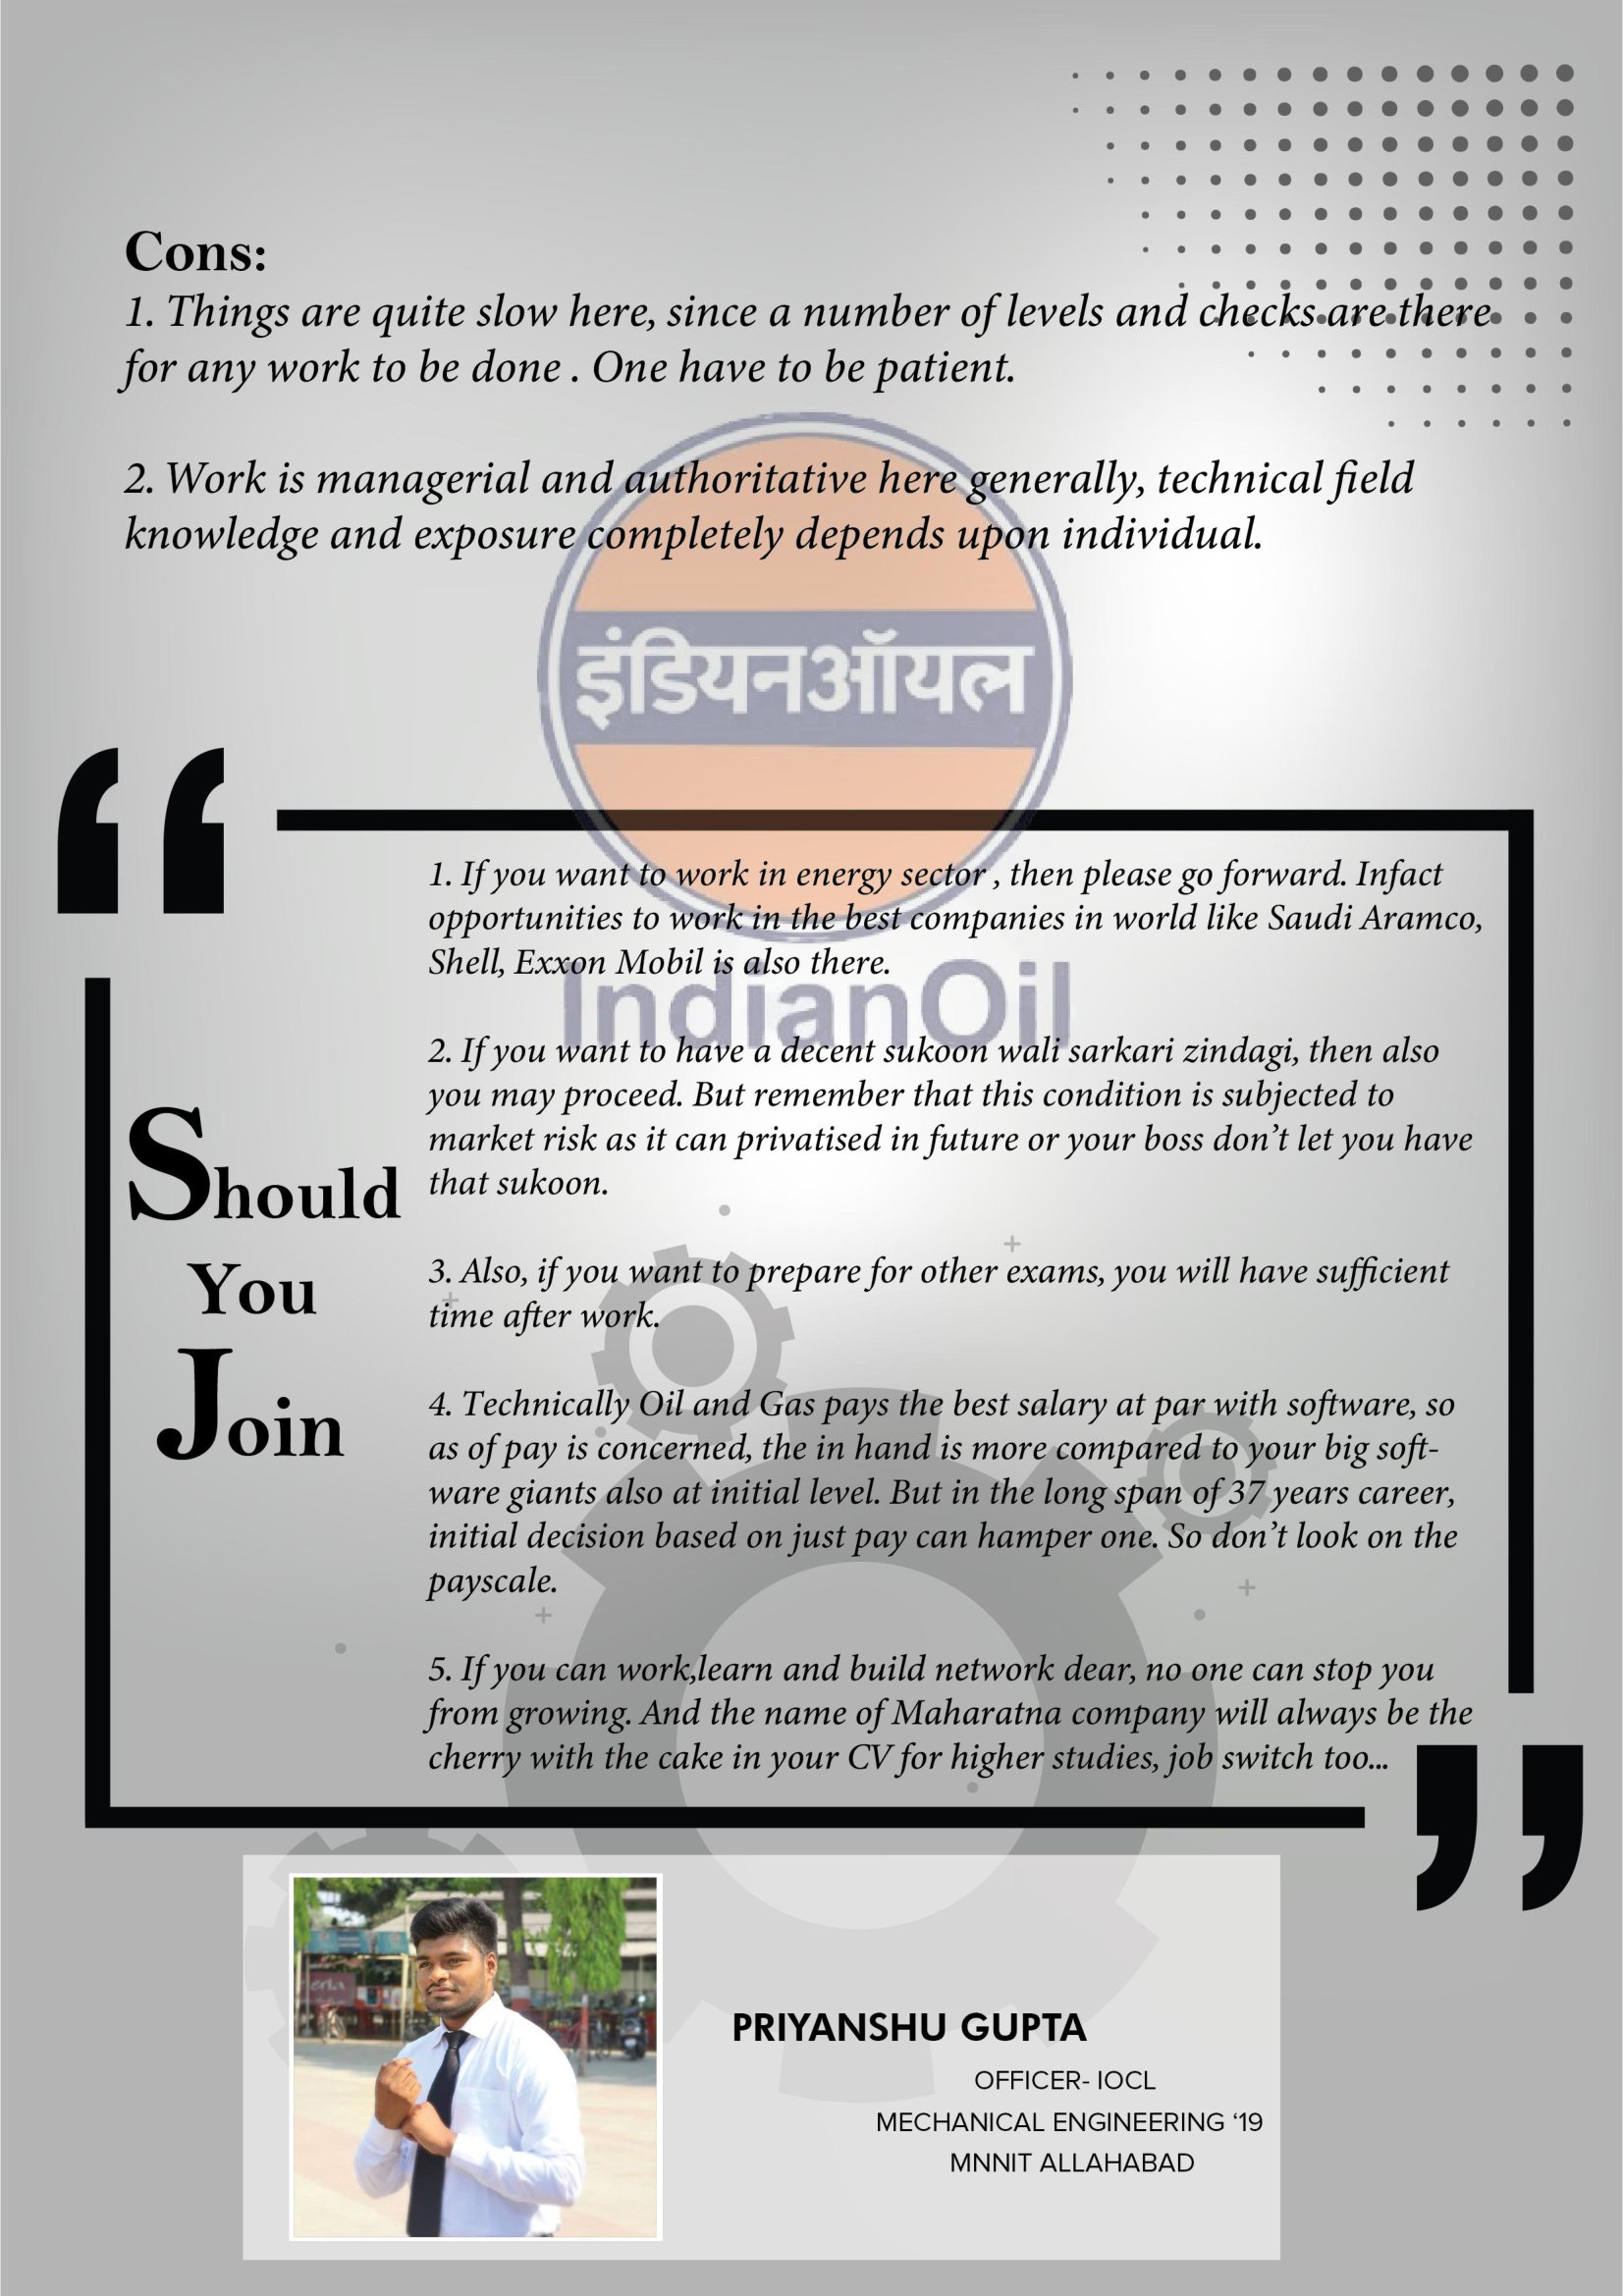 Cons:
1. Things are quite slow here, since a number of levels and checks are there
for any work to be done . One have to be patient.
2. Work is managerial and authoritative here generally, technical field
knowledge and exposure completely depends upon individual.
इंडियनऑयल
IndianOil
“
Should
You
Join
1. If you want to work in energy sector , then please go forward. Infact
opportunities to work in the best companies in world like Saudi Aramco,
Shell, Exxon Mobil is also there.
2. If you want to have a decent sukoon wali sarkari zindagi, then also
you may proceed. But remember that this condition is subjected to
market risk as it can privatised in future or your boss don’t let you have
that sukoon.
3. Also, if you want to prepare for other exams, you will have sufficient
time after work.
4. Technically Oil and Gas pays the best salary at par with software, so
as of pay is concerned, the in hand is more compared to your big soft-
ware giants also at initial level. But in the long span of 37 years career,
initial decision based on just pay can hamper one. So don’t look on the
payscale.
5. If you can work,learn and build network dear, no one can stop you
from growing. And the name of Maharatna company will always be the
cherry with the cake in your CV for higher studies, job switch too...
”
PRIYANSHU GUPTA
OFFICER- IOCL
MECHANICAL ENGINEERING ‘19
MNNIT ALLAHABAD